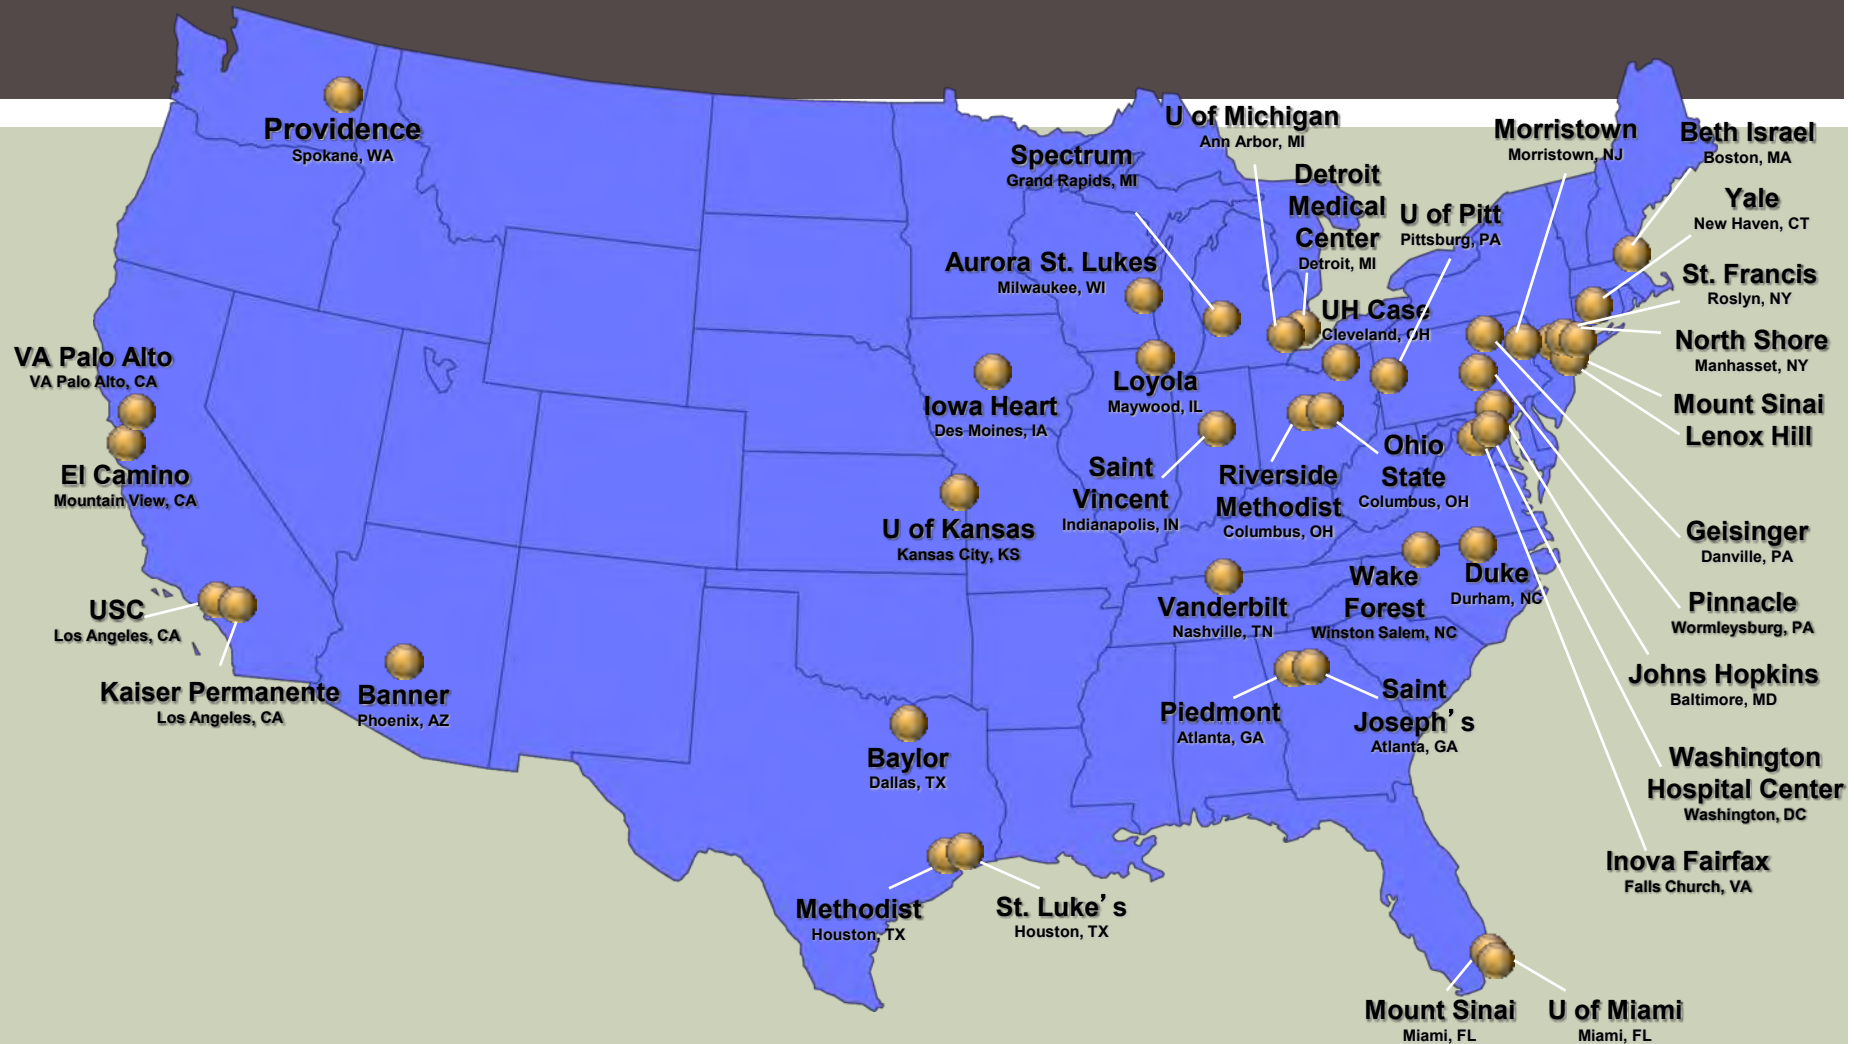 Providence
Spokane, WA
U of Michigan
Ann Arbor, MI
Morristown
Morristown, NJ
Beth Israel
Boston, MA
Spectrum
Grand Rapids, MI
Detroit
Medical
Center
Detroit, MI
U of Pitt
Pittsburg, PA
Yale
New Haven, CT
Aurora St. Lukes
Milwaukee, WI
St. Francis
Roslyn, NY
UH Case
Cleveland, OH
North Shore
Manhasset, NY
VA Palo Alto
VA Palo Alto, CA
Loyola
Maywood, IL
Iowa Heart
Des Moines, IA
Mount Sinai
Lenox Hill
El Camino
Mountain View, CA
Saint
Vincent
Indianapolis, IN
Riverside
Methodist
Columbus, OH
Ohio
State
Columbus, OH
U of Kansas
Kansas City, KS
Geisinger
Danville, PA
USC
Los Angeles, CA
Vanderbilt
Nashville, TN
Wake
Forest
Winston Salem, NC
Duke
Durham, NC
Pinnacle
Wormleysburg, PA
Kaiser Permanente
Los Angeles, CA
Banner
Phoenix, AZ
Piedmont
Atlanta, GA
Saint
Joseph’s
Atlanta, GA
Johns Hopkins
Baltimore, MD
Baylor
Dallas, TX
Washington
Hospital Center
Washington, DC
Inova Fairfax
Falls Church, VA
Methodist
Houston, TX
St. Luke’s
Houston, TX
Mount Sinai
Miami, FL
U of Miami
Miami, FL